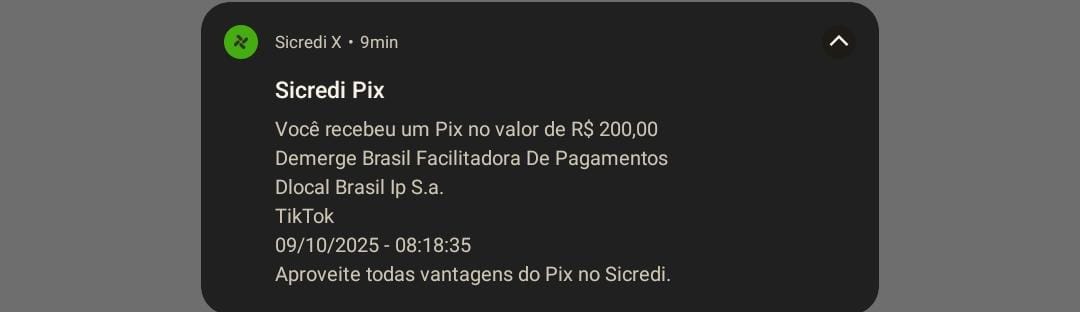 Sicredi X • 9min
Sicredi Pix
Você recebeu um Pix no valor de R$ 200,00
Demerge Brasil Facilitadora De Pagamentos
Dlocal Brasil Ip S.a.
TikTok
09/10/2025 - 08:18:35
Aproveite todas vantagens do Pix no Sicredi.